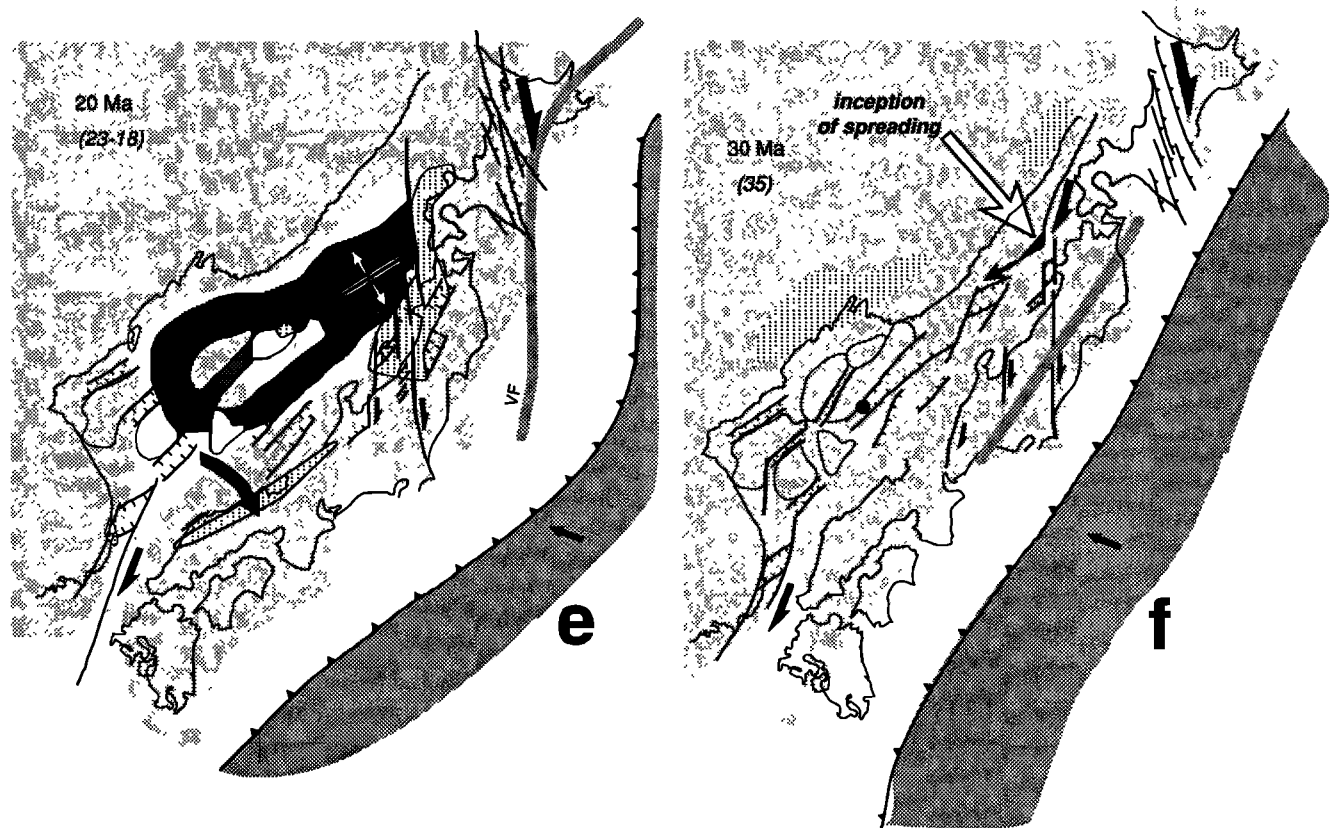 20 Ma
(23-18)
VF
e
inception
of spreading
30 Ma
(35)
f